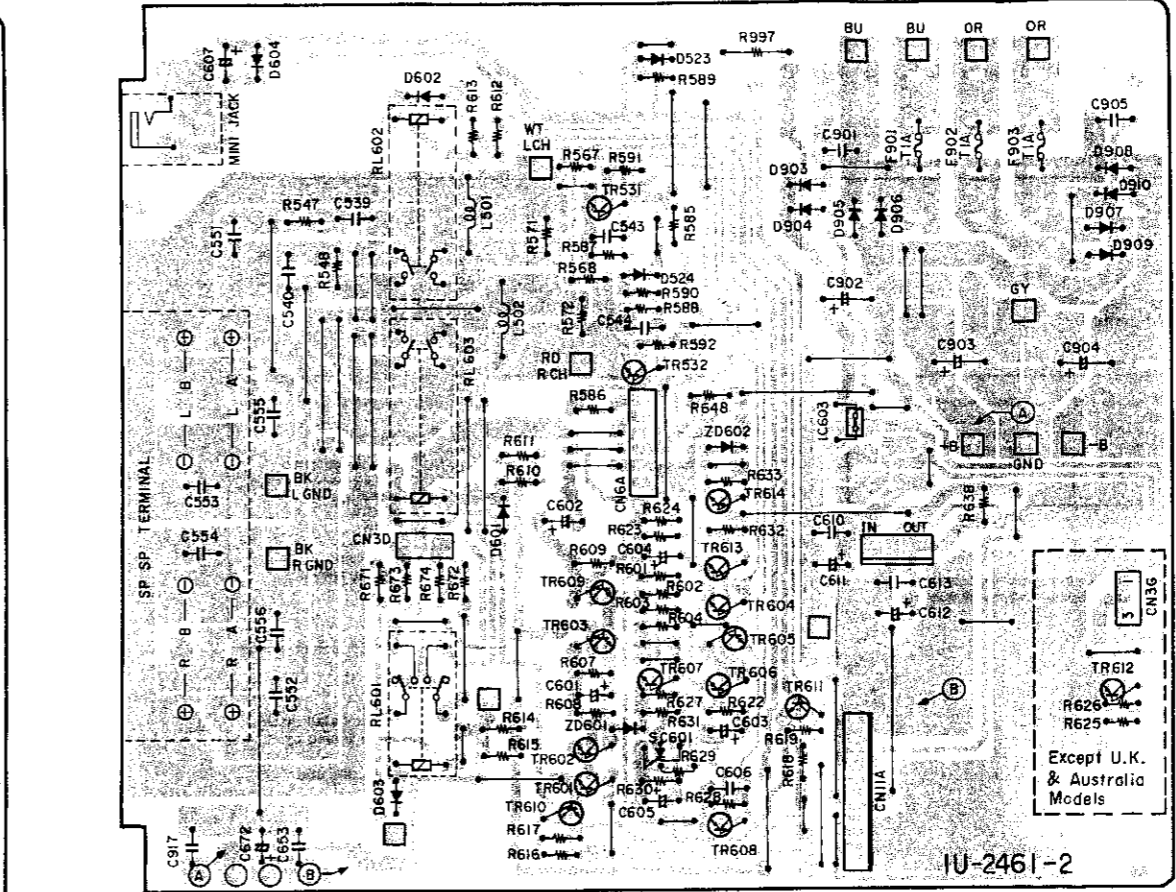 C607
+
D604
MINI JACK
D602
RL602
R613
R612
WT
LCH
D523
R589
R997
BU
BU
OR
OR
C905
C901
F901
T1A
F902
T1A
F903
T1A
D908
D910
D907
D909
D903
D904
D905
D906
R567
R591
TR531
C543
R587
R568
R571
R585
D524
R590
R588
R592
R572
TR532
RD
RCH
R547
C539
C551
C540
R548
L501
L502
RL603
C902
+
GY
C903
+
C904
+
SP SP TERMINAL
+ B - L - A +
C555
C553
C554
BK
L GND
BK
R GND
C556
C552
R586
R648
IC603
A
+B
GND
-B
ZD602
R611
R610
CN6A
R633
TR614
R638
D601
C602
+
R624
R623
R632
C610
IN
OUT
CN3D
R671
R673
R674
R672
R609
C604
R601
TR613
C611
+
C613
C612
+
CN3G
3
1
TR609
R602
R603
R604
TR604
TR603
TR605
R607
TR607
TR606
RL601
R614
R615
C601
R608
R627
R622
TR611
B
TR612
R626
R625
ZD601
R631
C603
+
R619
TR602
SC601
R629
R618
CN11A
Except U.K.
& Australia
Models
D603
TR601
R630
C606
R628
C605
TR610
TR608
R617
R616
C917
A
C672
+
C653
B
1U-2461-2